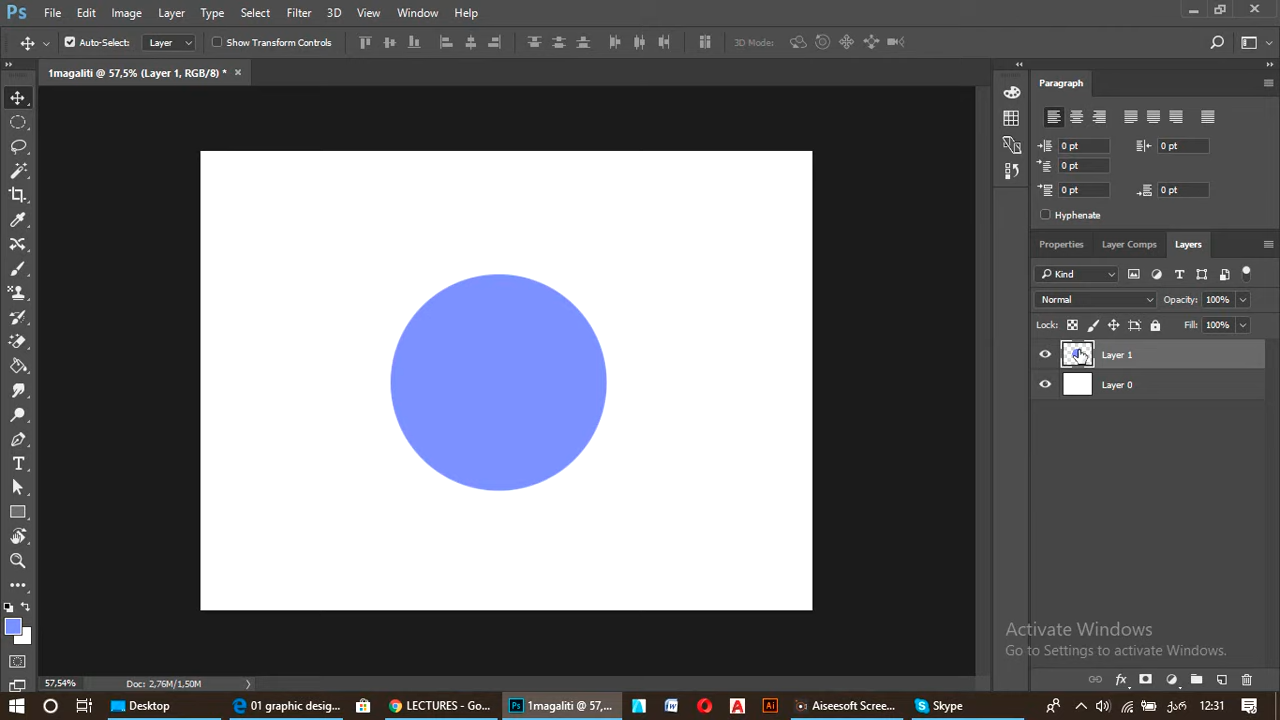 Ps File Edit Image Layer Type Select Filter 3D View Window Help
Auto-Select: Layer Show Transform Controls 3D Mode:
1magaliti @ 57,5% (Layer 1, RGB/8) * ×
Paragraph
0 pt 0 pt
0 pt
0 pt 0 pt
Hyphenate
Properties Layer Comps Layers
Kind
Normal Opacity: 100%
Lock: Fill: 100%
Layer 1
Layer 0
Activate Windows
Go to Settings to activate Windows.
57,54% Doc: 2,76M/1,50M
Desktop 01 graphic desig... LECTURES - Go... Ps 1magaliti @ 57,... Ai Aiseesoft Scree... Skype ქარ 12:31